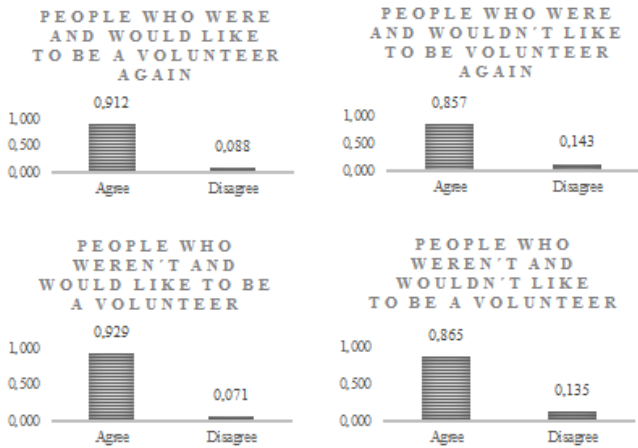 PEOPLE WHO WERE
AND WOULD LIKE
TO BE A VOLUNTEER
AGAIN
0,912
1,000
0,500
0,088
0,000
Agree
Disagree
PEOPLE WHO WERE
AND WOULDN´T LIKE
TO BE VOLUNTEER
AGAIN
0,857
1,000
0,500
0,143
0,000
Agree
Disagree
PEOPLE WHO
WEREN´T AND
WOULD LIKE TO BE
A VOLUNTEER
0,929
1,000
0,500
0,071
0,000
Agree
Disagree
PEOPLE WHO
WEREN´T AND
WOULDN´T LIKE
TO BE A VOLUNTEER
0,865
1,000
0,500
0,135
0,000
Agree
Disagree